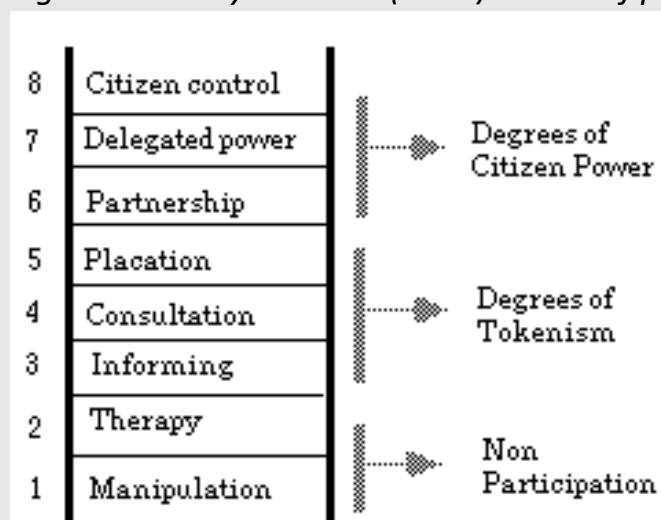 8 Citizen control
7 Delegated power
6 Partnership
5 Placation
4 Consultation
3 Informing
2 Therapy
1 Manipulation
Degrees of
Citizen Power
Degrees of
Tokenism
Non
Participation